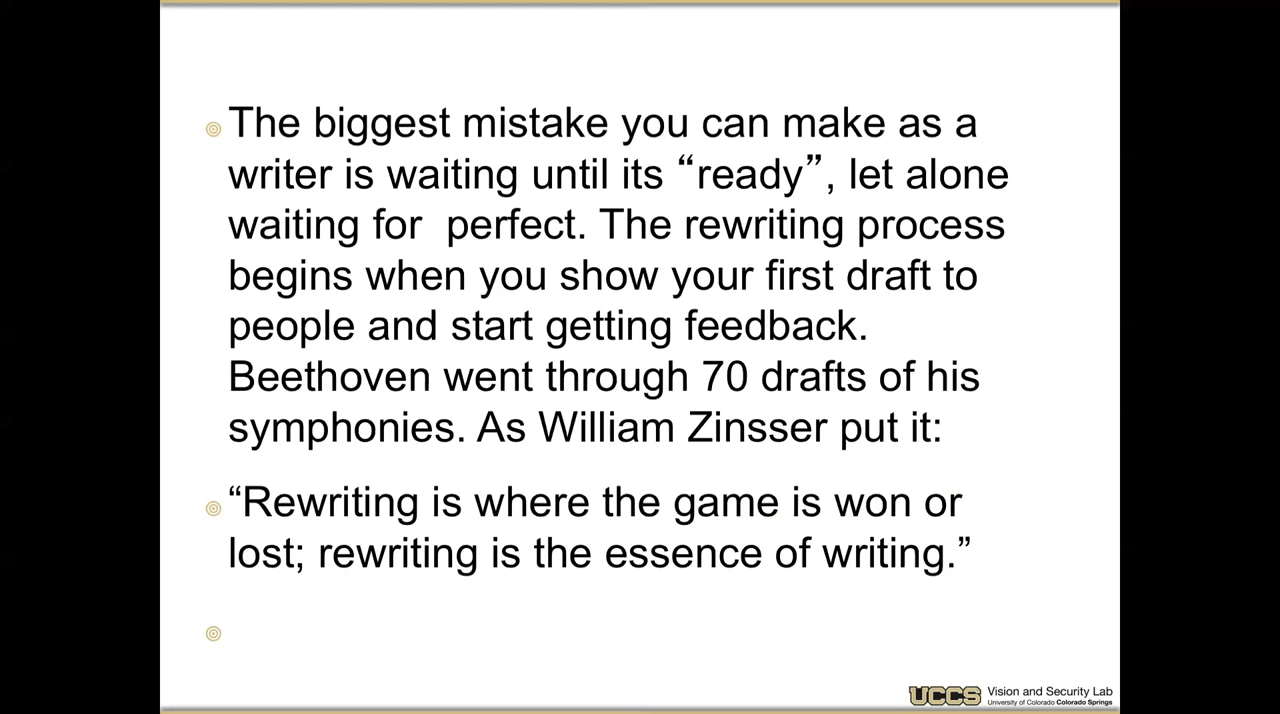 The biggest mistake you can make as a
writer is waiting until its “ready”, let alone
waiting for  perfect. The rewriting process
begins when you show your first draft to
people and start getting feedback.
Beethoven went through 70 drafts of his
symphonies. As William Zinsser put it:
“Rewriting is where the game is won or
lost; rewriting is the essence of writing.”
UCCS Vision and Security Lab
University of Colorado Colorado Springs